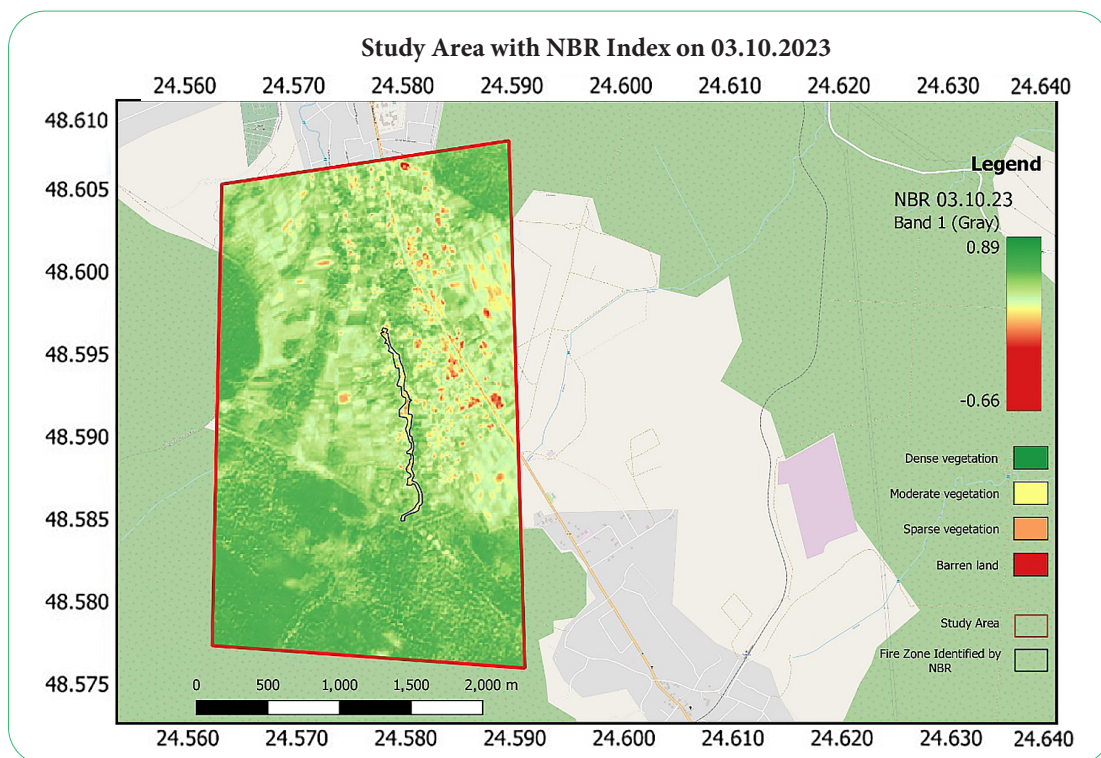 Study Area with NBR Index on 03.10.2023
24.560 24.570 24.580 24.590 24.600 24.610 24.620 24.630 24.640
48.610
48.605
48.600
48.595
48.590
48.585
48.580
48.575
Legend
NBR 03.10.23
Band 1 (Gray)
0.89
-0.66
Dense vegetation
Moderate vegetation
Sparse vegetation
Barren land
Study Area
Fire Zone Identified by
NBR
0 500 1,000 1,500 2,000 m
24.560 24.570 24.580 24.590 24.600 24.610 24.620 24.630 24.640